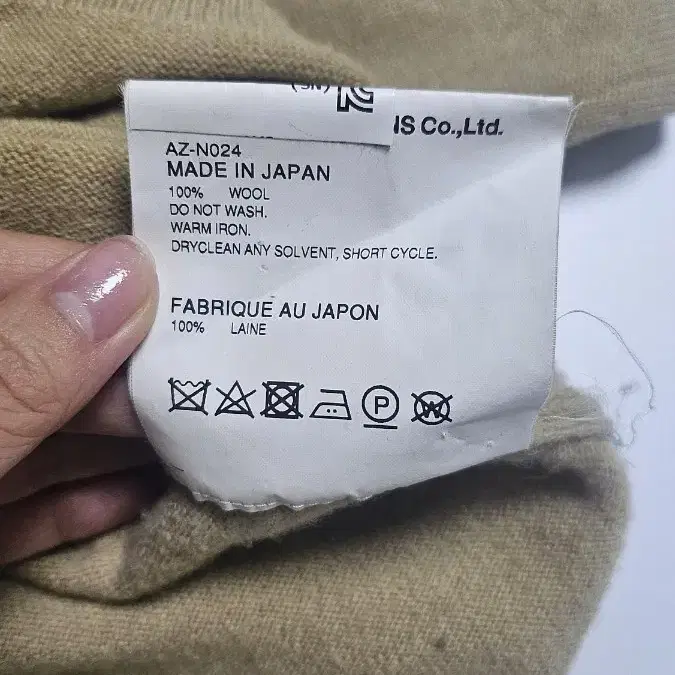 IS Co.,Ltd.
AZ-N024
MADE IN JAPAN
100% WOOL
DO NOT WASH.
WARM IRON.
DRYCLEAN ANY SOLVENT, SHORT CYCLE.
FABRIQUE AU JAPON
100% LAINE
P W